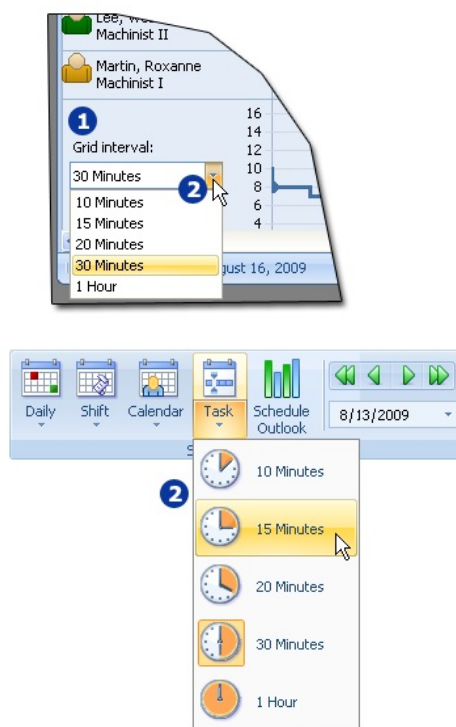 Lee,
Machinist II
Martin, Roxanne
Machinist I
1
Grid interval:
30 Minutes
2
10 Minutes
15 Minutes
20 Minutes
30 Minutes
1 Hour
16
14
12
10
8
6
4
gust 16, 2009
Daily
Shift
Calendar
Task
Schedule
Outlook
8/13/2009
S
2
10 Minutes
15 Minutes
20 Minutes
30 Minutes
1 Hour